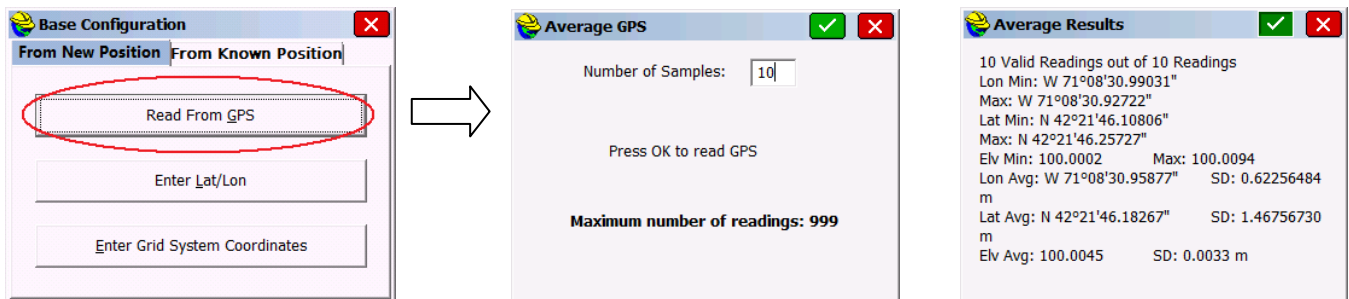 Base Configuration
From New Position From Known Position
Read From GPS
Enter Lat/Lon
Enter Grid System Coordinates
Average GPS
Number of Samples: 10
Press OK to read GPS
Maximum number of readings: 999
Average Results
10 Valid Readings out of 10 Readings
Lon Min: W 71°08'30.99031"
Max: W 71°08'30.92722"
Lat Min: N 42°21'46.10806"
Max: N 42°21'46.25727"
Elv Min: 100.0002 Max: 100.0094
Lon Avg: W 71°08'30.95877" SD: 0.62256484
m
Lat Avg: N 42°21'46.18267" SD: 1.46756730
m
Elv Avg: 100.0045 SD: 0.0033 m